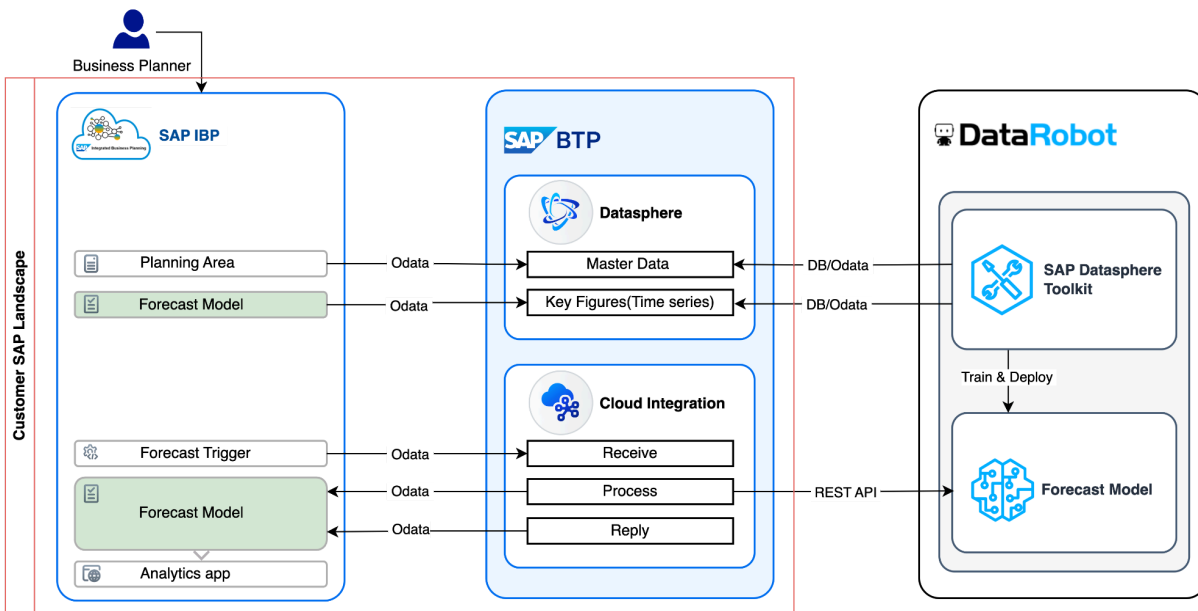 Business Planner
Customer SAP Landscape
SAP Integrated Business Planning
SAP IBP
Planning Area
Forecast Model
Forecast Trigger
Forecast Model
Analytics app
Odata
Odata
Odata
Odata
Odata
SAP BTP
Datasphere
Master Data
Key Figures(Time series)
Cloud Integration
Receive
Process
Reply
DB/Odata
DB/Odata
REST API
DataRobot
SAP Datasphere
Toolkit
Train & Deploy
Forecast Model